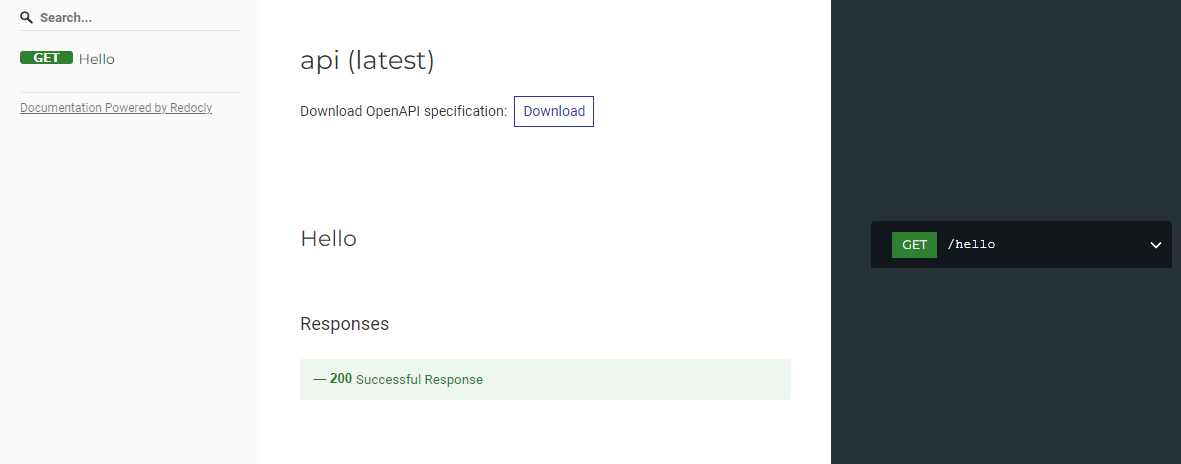 Search...
GET Hello
Documentation Powered by Redocly
api (latest)
Download OpenAPI specification: Download
Hello
GET /hello
Responses
— 200 Successful Response